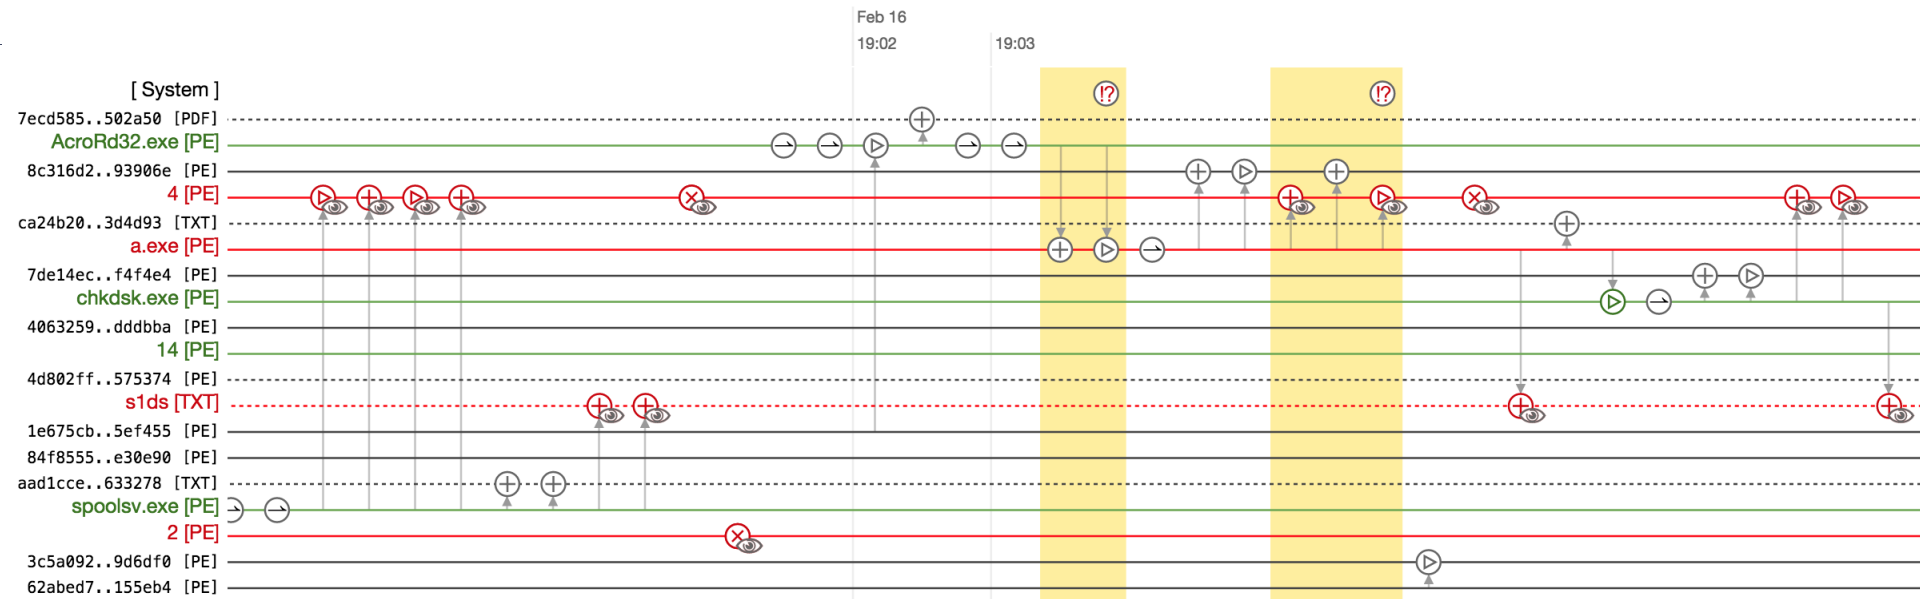 Feb 16
19:02
19:03
[ System ]
!?
!?
7ecd585..502a50 [PDF]
AcroRd32.exe [PE]
8c316d2..93906e [PE]
4 [PE]
ca24b20..3d4d93 [TXT]
a.exe [PE]
7de14ec..f4f4e4 [PE]
chkdsk.exe [PE]
4063259..dddbba [PE]
14 [PE]
4d802ff..575374 [PE]
s1ds [TXT]
1e675cb..5ef455 [PE]
84f8555..e30e90 [PE]
aad1cce..633278 [TXT]
spoolsv.exe [PE]
2 [PE]
3c5a092..9d6df0 [PE]
62abed7..155eb4 [PE]